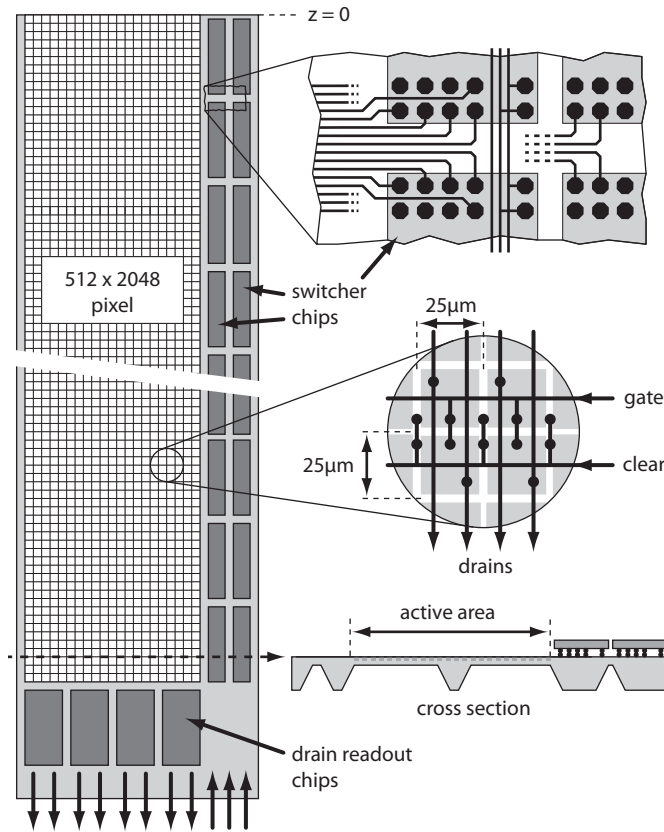 z = 0
512 x 2048
pixel
switcher
chips
25μm
gate
clear
25μm
drains
active area
cross section
drain readout
chips